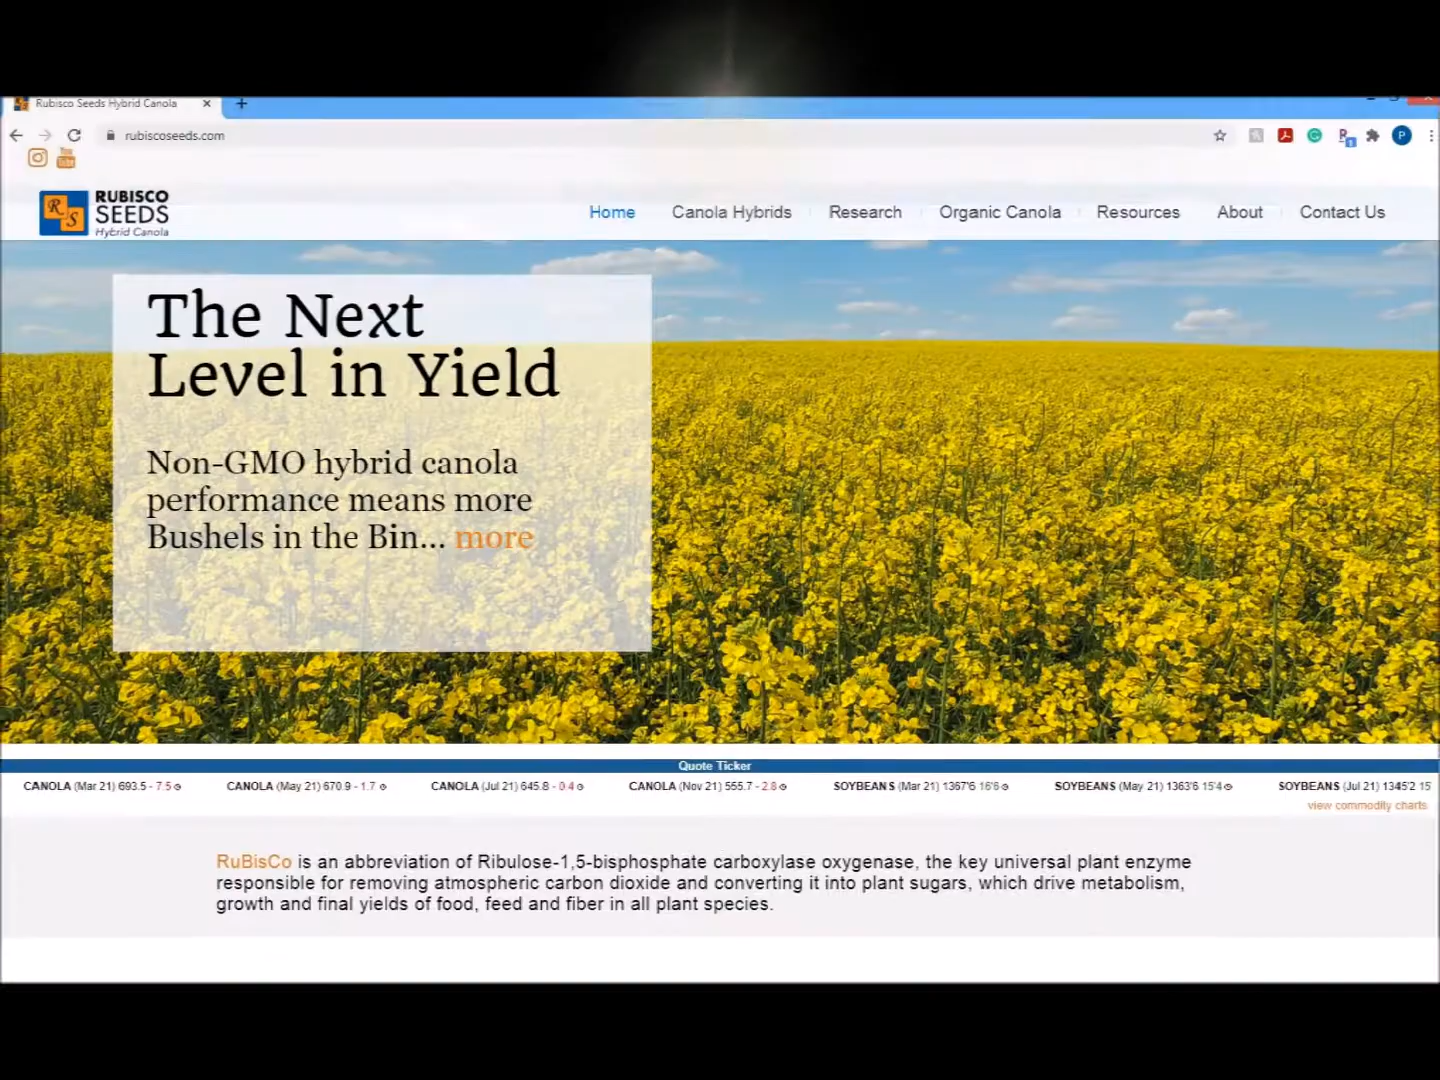 Rubisco Seeds Hybrid Canola
rubiscoseeds.com
P
RUBISCO
SEEDS
Hybrid Canola
R S
Home Canola Hybrids Research Organic Canola Resources About Contact Us
The Next
Level in Yield
Non-GMO hybrid canola
performance means more
Bushels in the Bin... more
Quote Ticker
CANOLA (Mar 21) 693.5 - 7.5 CANOLA (May 21) 670.9 - 1.7 CANOLA (Jul 21) 645.8 - 0.4 CANOLA (Nov 21) 555.7 - 2.8 SOYBEANS (Mar 21) 1367'6 16'6 SOYBEANS (May 21) 1363'6 15'4 SOYBEANS (Jul 21) 1345'2 15
view commodity charts
RuBisCo is an abbreviation of Ribulose-1,5-bisphosphate carboxylase oxygenase, the key universal plant enzyme
responsible for removing atmospheric carbon dioxide and converting it into plant sugars, which drive metabolism,
growth and final yields of food, feed and fiber in all plant species.